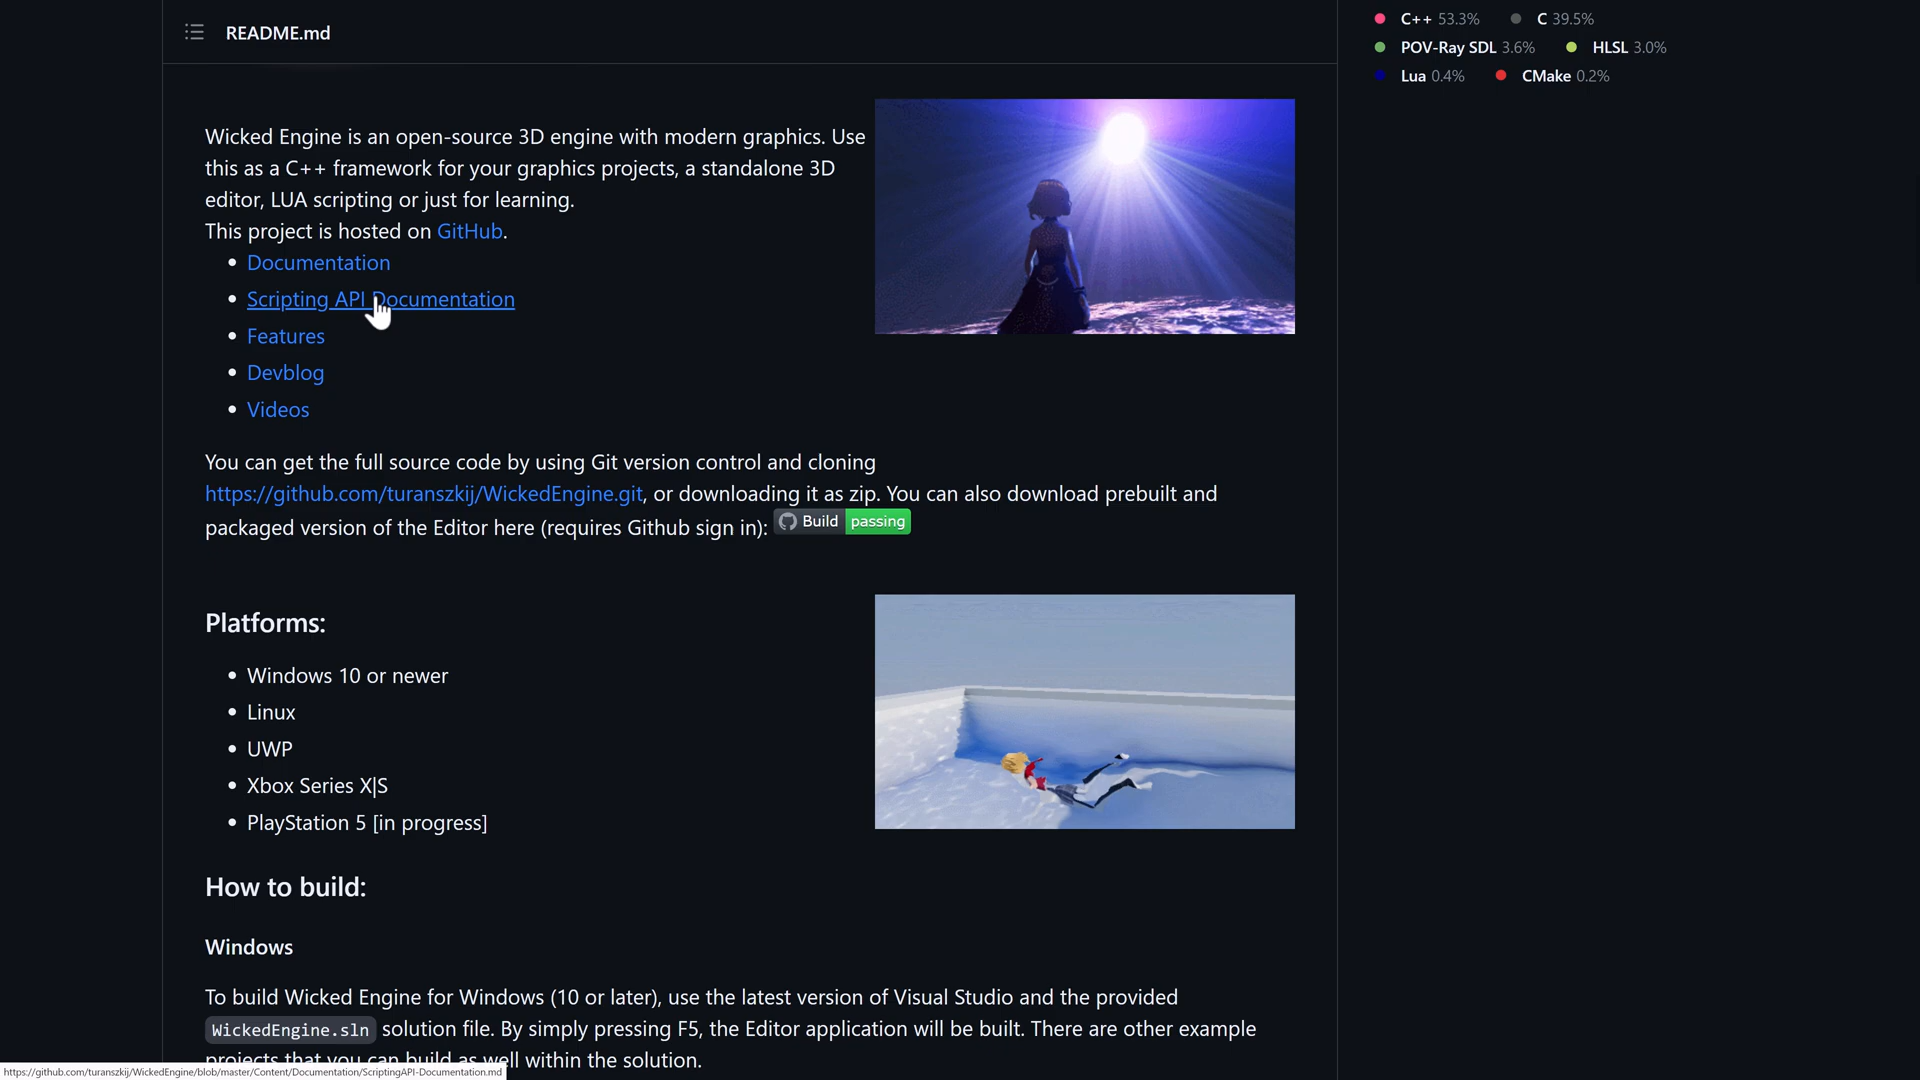 README.md
C++ 53.3%
C 39.5%
POV-Ray SDL 3.6%
HLSL 3.0%
Lua 0.4%
CMake 0.2%
Wicked Engine is an open-source 3D engine with modern graphics. Use
this as a C++ framework for your graphics projects, a standalone 3D
editor, LUA scripting or just for learning.
This project is hosted on GitHub.
Documentation
Scripting API Documentation
Features
Devblog
Videos
You can get the full source code by using Git version control and cloning
https://github.com/turanszkij/WickedEngine.git, or downloading it as zip. You can also download prebuilt and
packaged version of the Editor here (requires Github sign in): Build passing
Platforms:
Windows 10 or newer
Linux
UWP
Xbox Series X|S
PlayStation 5 [in progress]
How to build:
Windows
To build Wicked Engine for Windows (10 or later), use the latest version of Visual Studio and the provided
WickedEngine.sln solution file. By simply pressing F5, the Editor application will be built. There are other example
projects that you can build as well within the solution.
https://github.com/turanszkij/WickedEngine/blob/master/Content/Documentation/ScriptingAPI-Documentation.md